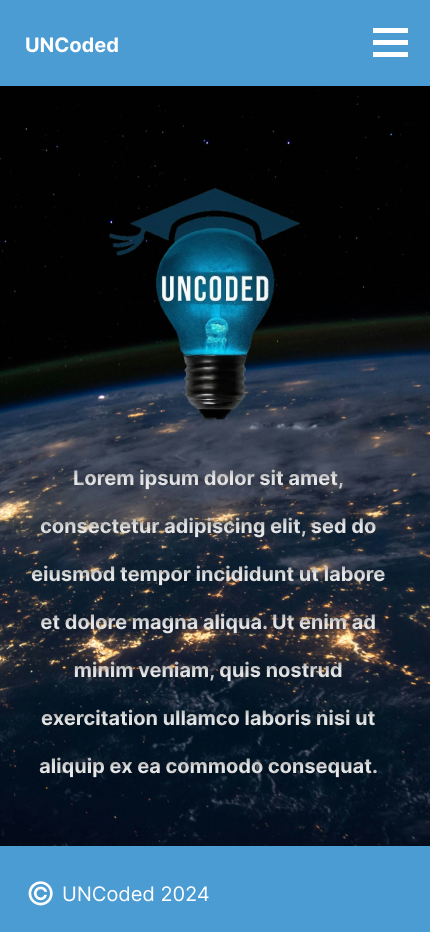 UNCoded
UNCODED
Lorem ipsum dolor sit amet,
consectetur adipiscing elit, sed do
eiusmod tempor incididunt ut labore
et dolore magna aliqua. Ut enim ad
minim veniam, quis nostrud
exercitation ullamco laboris nisi ut
aliquip ex ea commodo consequat.
© UNCoded 2024